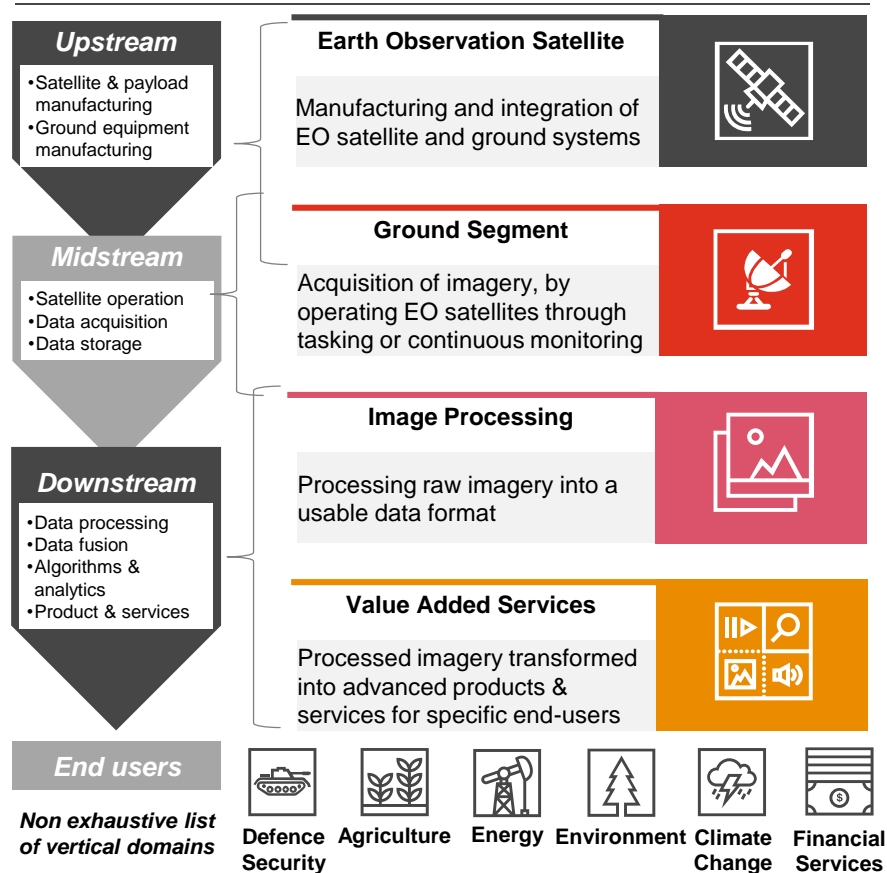 Upstream
•Satellite & payload
manufacturing
•Ground equipment
manufacturing
Earth Observation Satellite
Manufacturing and integration of
EO satellite and ground systems
Midstream
•Satellite operation
•Data acquisition
•Data storage
Ground Segment
Acquisition of imagery, by
operating EO satellites through
tasking or continuous monitoring
Image Processing
Processing raw imagery into a
usable data format
Downstream
•Data processing
•Data fusion
•Algorithms &
analytics
•Product & services
Value Added Services
Processed imagery transformed
into advanced products &
services for specific end-users
End users
Non exhaustive list
of vertical domains
Defence
Security
Agriculture
Energy
Environment
Climate
Change
$
Financial
Services